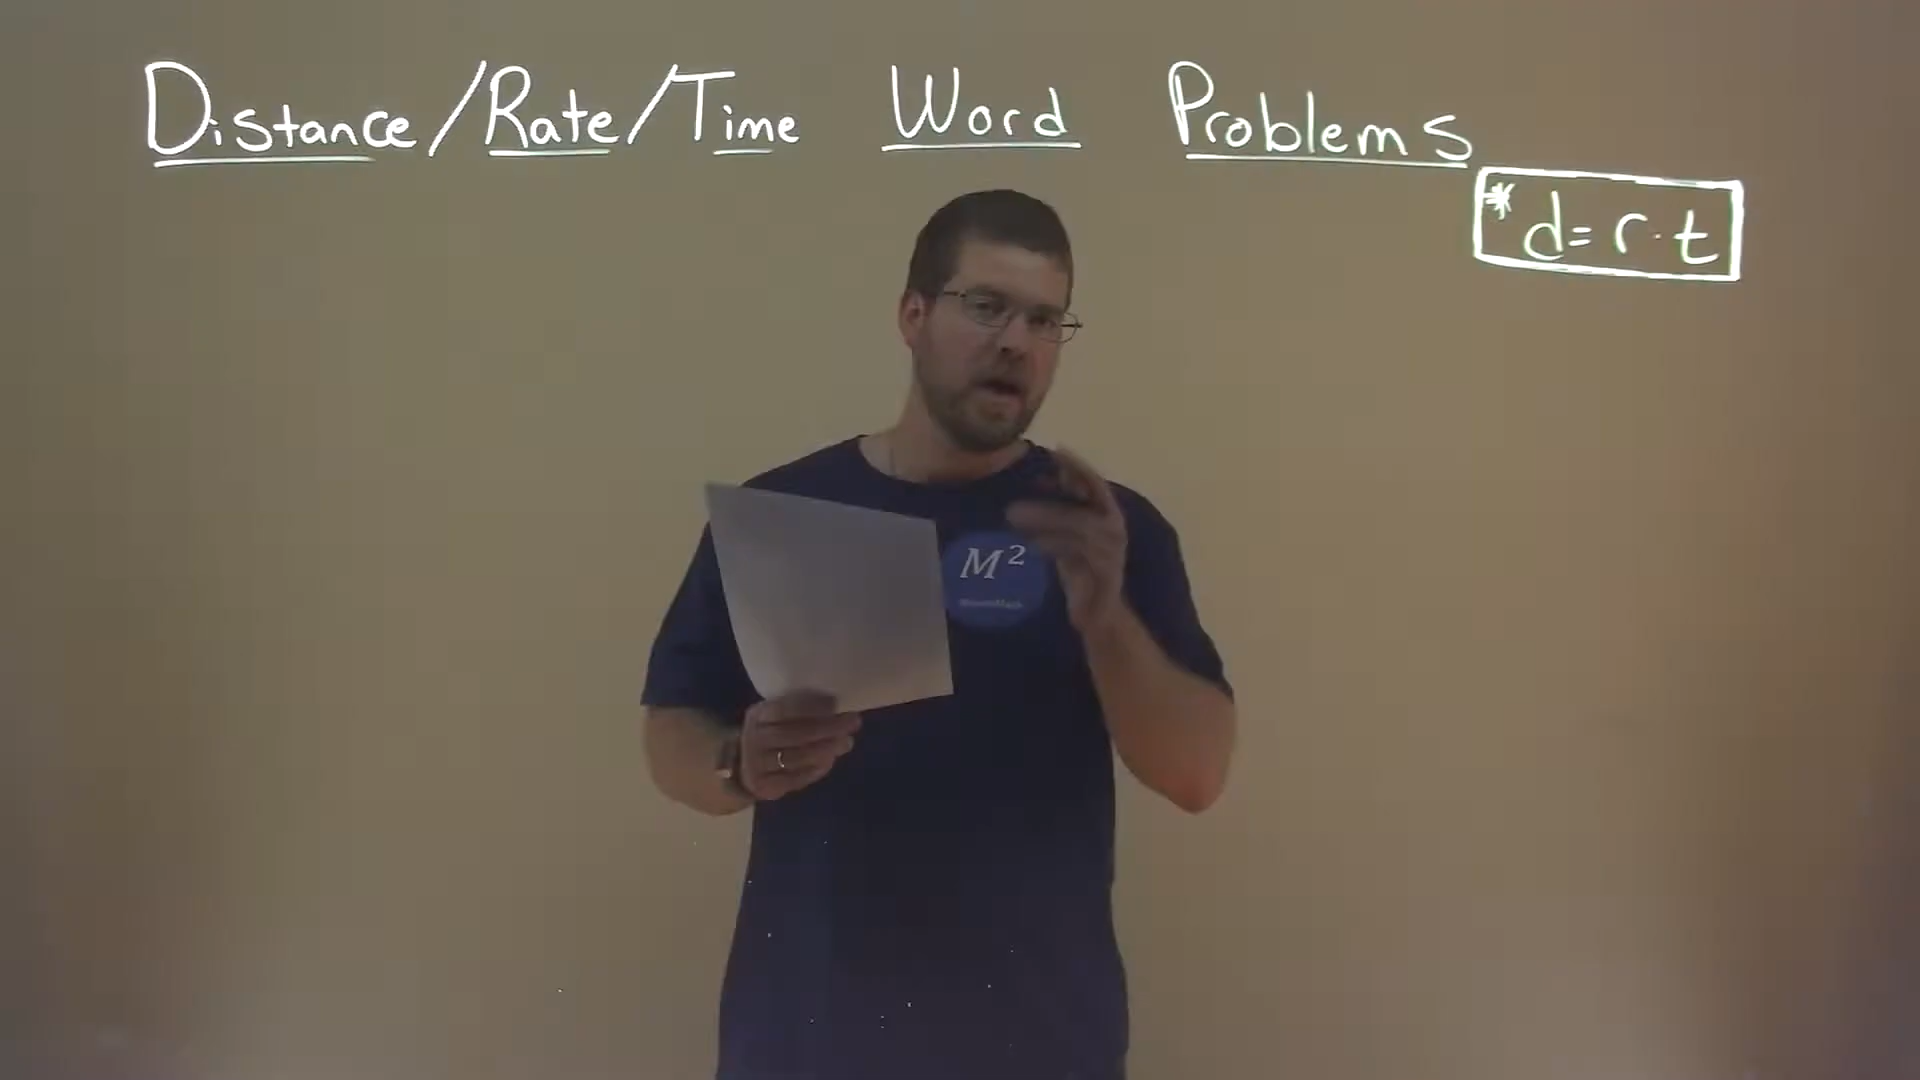 Distance/Rate/Time Word Problems
* d = r · t
M²